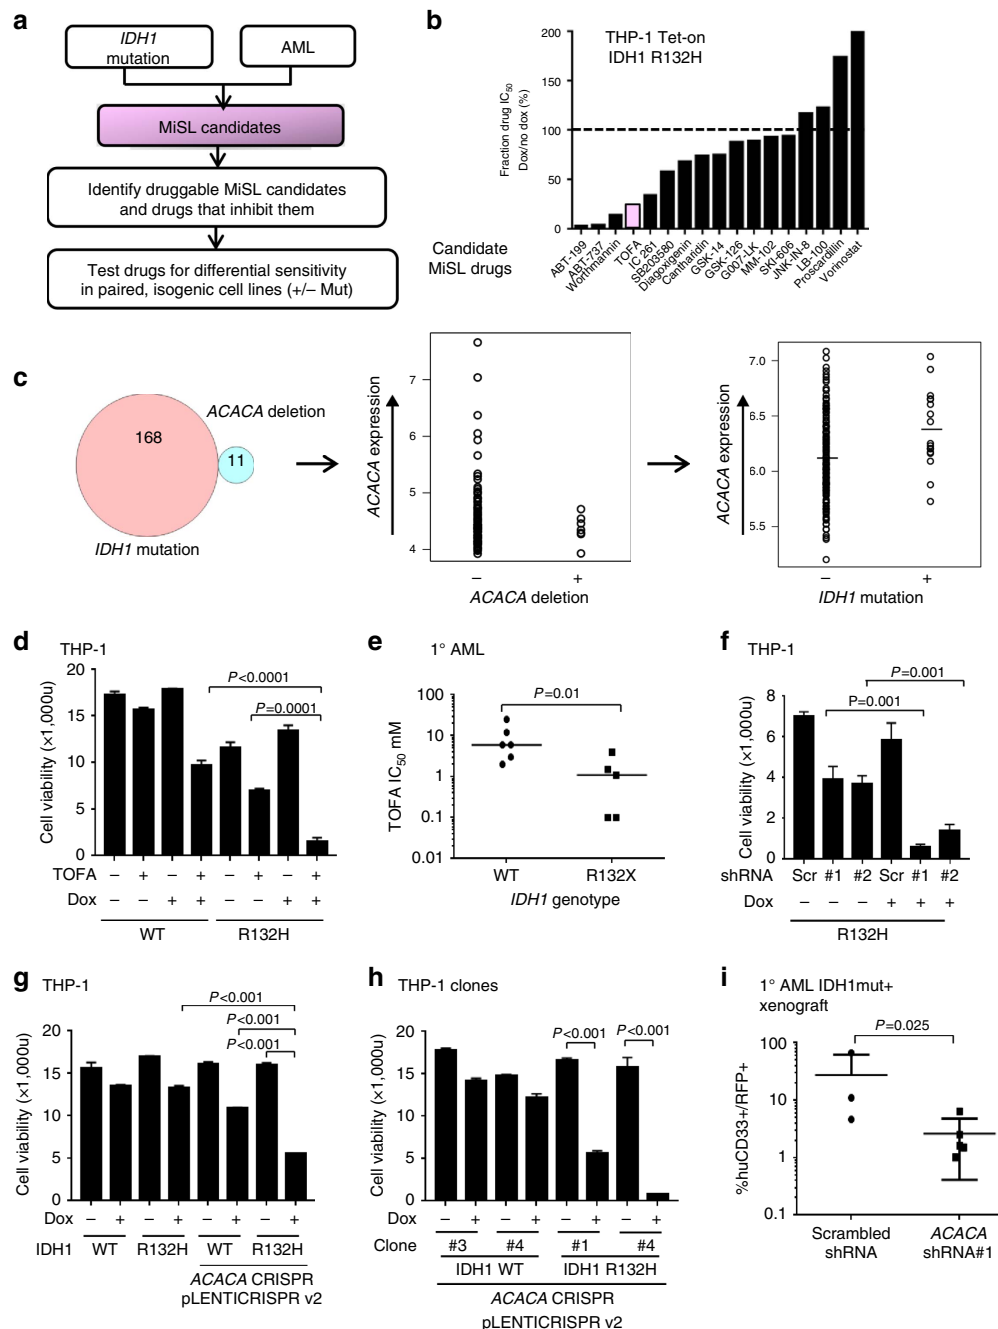 a
IDH1
mutation
AML
MiSL candidates
Identify druggable MiSL candidates
and drugs that inhibit them
Test drugs for differential sensitivity
in paired, isogenic cell lines (+/− Mut)
b
THP-1 Tet-on
IDH1 R132H
Fraction drug IC50
Dox/no dox (%)
200
150
100
50
0
Candidate
MiSL drugs
ABT-199
ABT-737
Worthmannin
TOFA
IC 261
SB203580
Diagoxigenin
Cantharidin
GSK-14
GSK-126
G007-LK
MM-102
SKI-606
JNK-IN-8
LB-100
Proscardillin
Vorinostat
c
168
11
ACACA deletion
IDH1 mutation
ACACA expression
7
6
5
4
− +
ACACA deletion
ACACA expression
7.0
6.5
6.0
5.5
− +
IDH1 mutation
d
THP-1
Cell viability (×1,000u)
20
15
10
5
0
P<0.0001
P=0.0001
TOFA − + − + − + − +
Dox − − + + − − + +
WT R132H
e
1° AML
TOFA IC50 mM
100
10
1
0.1
0.01
P=0.01
WT R132X
IDH1 genotype
f
THP-1
Cell viability (×1,000u)
8
6
4
2
0
P=0.001
P=0.001
shRNA Scr #1 #2 Scr #1 #2
Dox − − − + + +
R132H
g
THP-1
Cell viability (×1,000u)
20
15
10
5
0
P<0.001
P<0.001
P<0.001
Dox − + − + − + − +
IDH1 WT R132H WT R132H
ACACA CRISPR
pLENTICRISPR v2
h
THP-1 clones
Cell viability (×1,000u)
20
15
10
5
0
P<0.001
P<0.001
Dox − + − + − + − +
Clone #3 #4 #1 #4
IDH1 WT IDH1 R132H
ACACA CRISPR
pLENTICRISPR v2
i
1° AML IDH1mut+
xenograft
%huCD33+/RFP+
100
10
1
0.1
P=0.025
Scrambled
shRNA
ACACA
shRNA#1